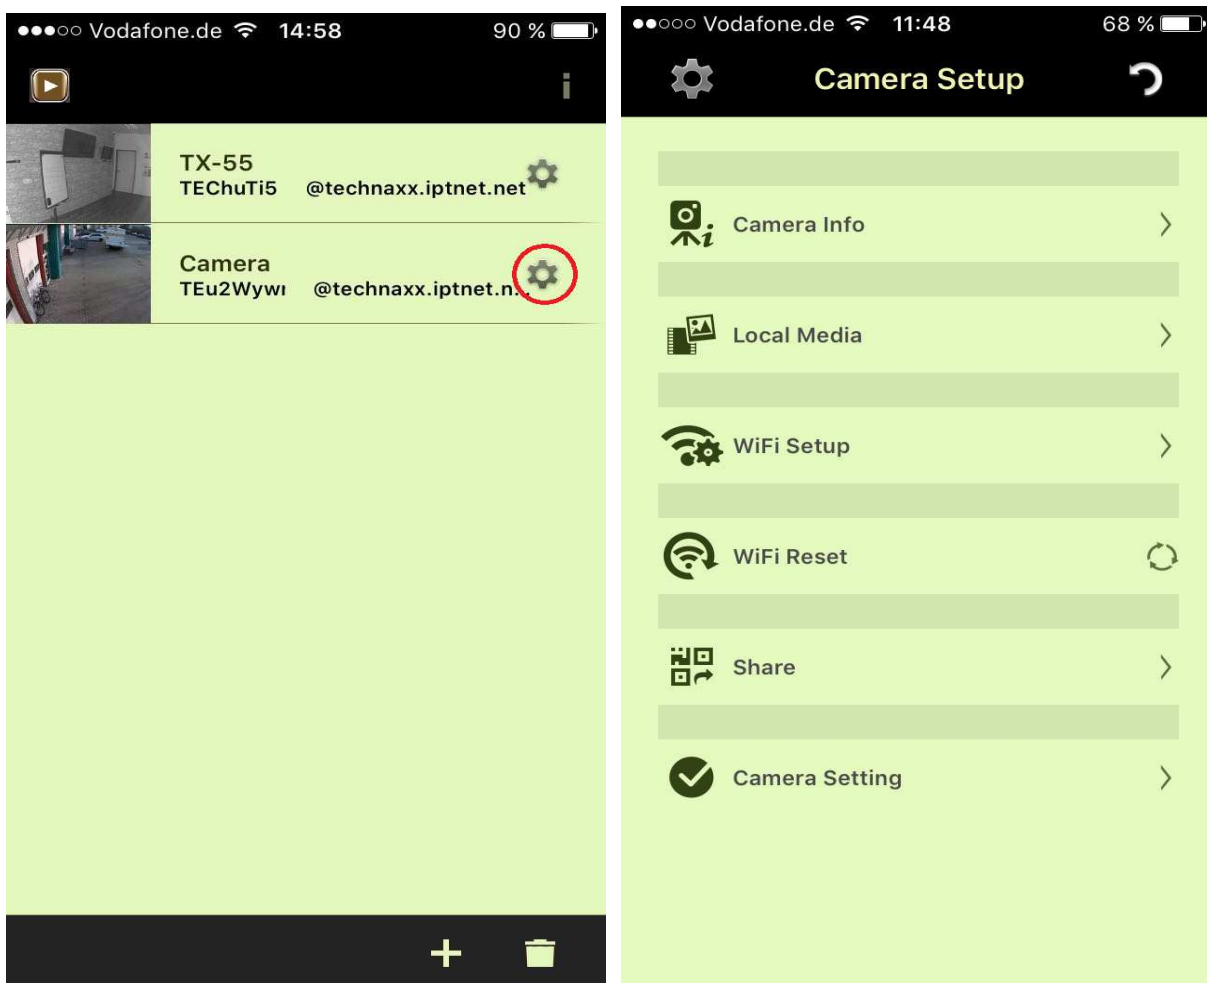 Vodafone.de 14:58 90 %
TX-55
TEChuTi5 @technaxx.iptnet.net
Camera
TEu2Wywr @technaxx.iptnet.n...
Vodafone.de 11:48 68 %
Camera Setup
Camera Info
Local Media
WiFi Setup
WiFi Reset
Share
Camera Setting